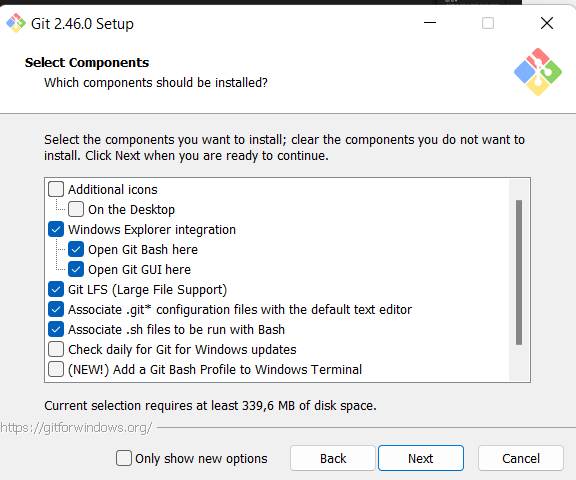 Git 2.46.0 Setup
Select Components
Which components should be installed?
Select the components you want to install; clear the components you do not want to
install. Click Next when you are ready to continue.
Additional icons
On the Desktop
Windows Explorer integration
Open Git Bash here
Open Git GUI here
Git LFS (Large File Support)
Associate .git* configuration files with the default text editor
Associate .sh files to be run with Bash
Check daily for Git for Windows updates
(NEW!) Add a Git Bash Profile to Windows Terminal
Current selection requires at least 339,6 MB of disk space.
https://gitforwindows.org/
Only show new options
Back
Next
Cancel